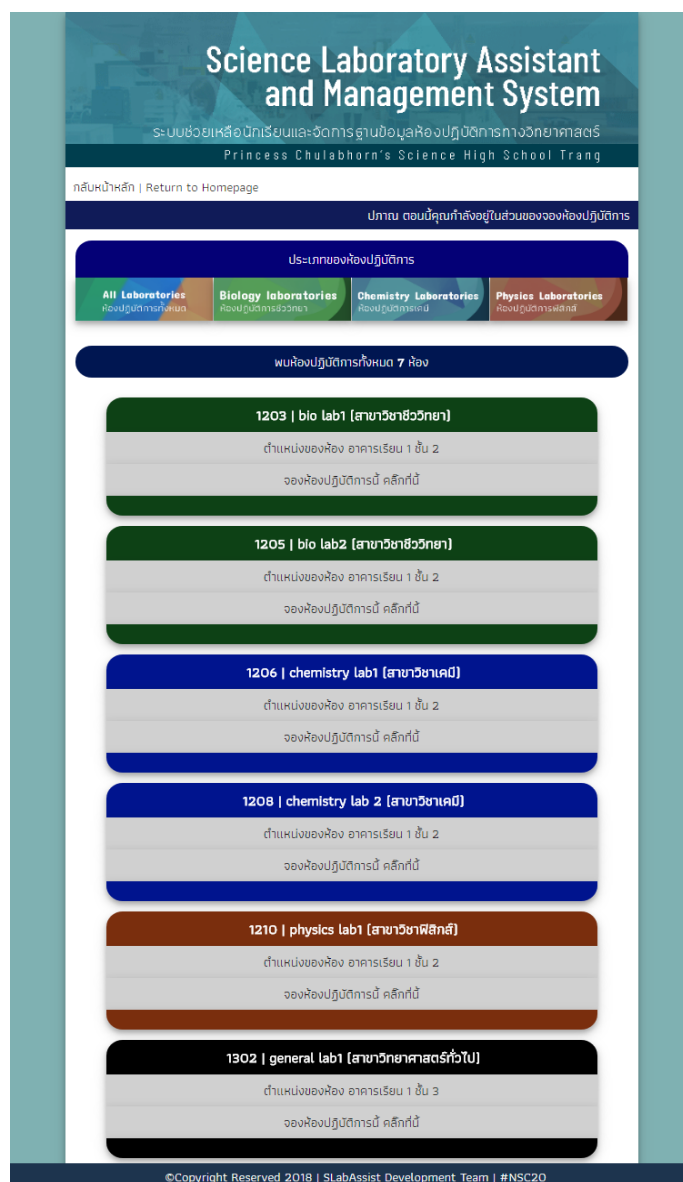 Science Laboratory Assistant
and Management System
ระบบช่วยเหลือนักเรียนและจัดการฐานข้อมูลห้องปฏิบัติการทางวิทยาศาสตร์
Princess Chulabhorn's Science High School Trang
กลับหน้าหลัก | Return to Homepage
ปภาณ ตอนนี้คุณกำลังอยู่ในส่วนของจองห้องปฏิบัติการ
ประเภทของห้องปฏิบัติการ
All Laboratories
ห้องปฏิบัติการทั้งหมด
Biology laboratories
ห้องปฏิบัติการชีววิทยา
Chemistry Laboratories
ห้องปฏิบัติการเคมี
Physics Laboratories
ห้องปฏิบัติการฟิสิกส์
พบห้องปฏิบัติการทั้งหมด 7 ห้อง
1203 | bio lab1 (สาขาวิชาชีววิทยา)
ตำแหน่งของห้อง อาคารเรียน 1 ชั้น 2
จองห้องปฏิบัติการนี้ คลิ๊กที่นี้
1205 | bio lab2 (สาขาวิชาชีววิทยา)
ตำแหน่งของห้อง อาคารเรียน 1 ชั้น 2
จองห้องปฏิบัติการนี้ คลิ๊กที่นี้
1206 | chemistry lab1 (สาขาวิชาเคมี)
ตำแหน่งของห้อง อาคารเรียน 1 ชั้น 2
จองห้องปฏิบัติการนี้ คลิ๊กที่นี้
1208 | chemistry lab 2 (สาขาวิชาเคมี)
ตำแหน่งของห้อง อาคารเรียน 1 ชั้น 2
จองห้องปฏิบัติการนี้ คลิ๊กที่นี้
1210 | physics lab1 (สาขาวิชาฟิสิกส์)
ตำแหน่งของห้อง อาคารเรียน 1 ชั้น 2
จองห้องปฏิบัติการนี้ คลิ๊กที่นี้
1302 | general lab1 (สาขาวิทยาศาสตร์ทั่วไป)
ตำแหน่งของห้อง อาคารเรียน 1 ชั้น 3
จองห้องปฏิบัติการนี้ คลิ๊กที่นี้
©Copyright Reserved 2018 | SLabAssist Development Team | #NSC20